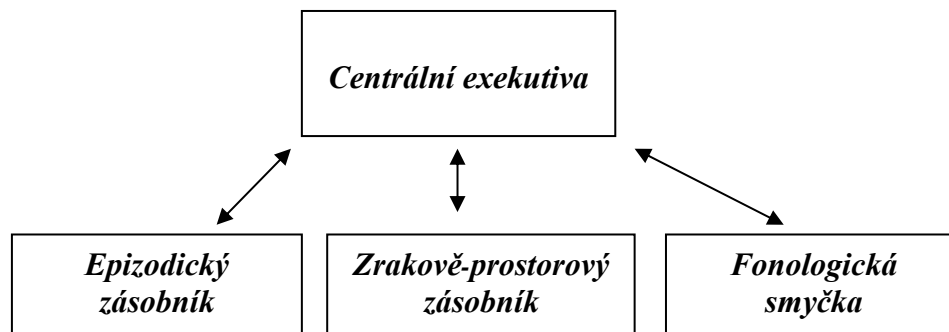 Centrální exekutiva
Epizodický
zásobník
Zrakově-prostorový
zásobník
Fonologická
smyčka